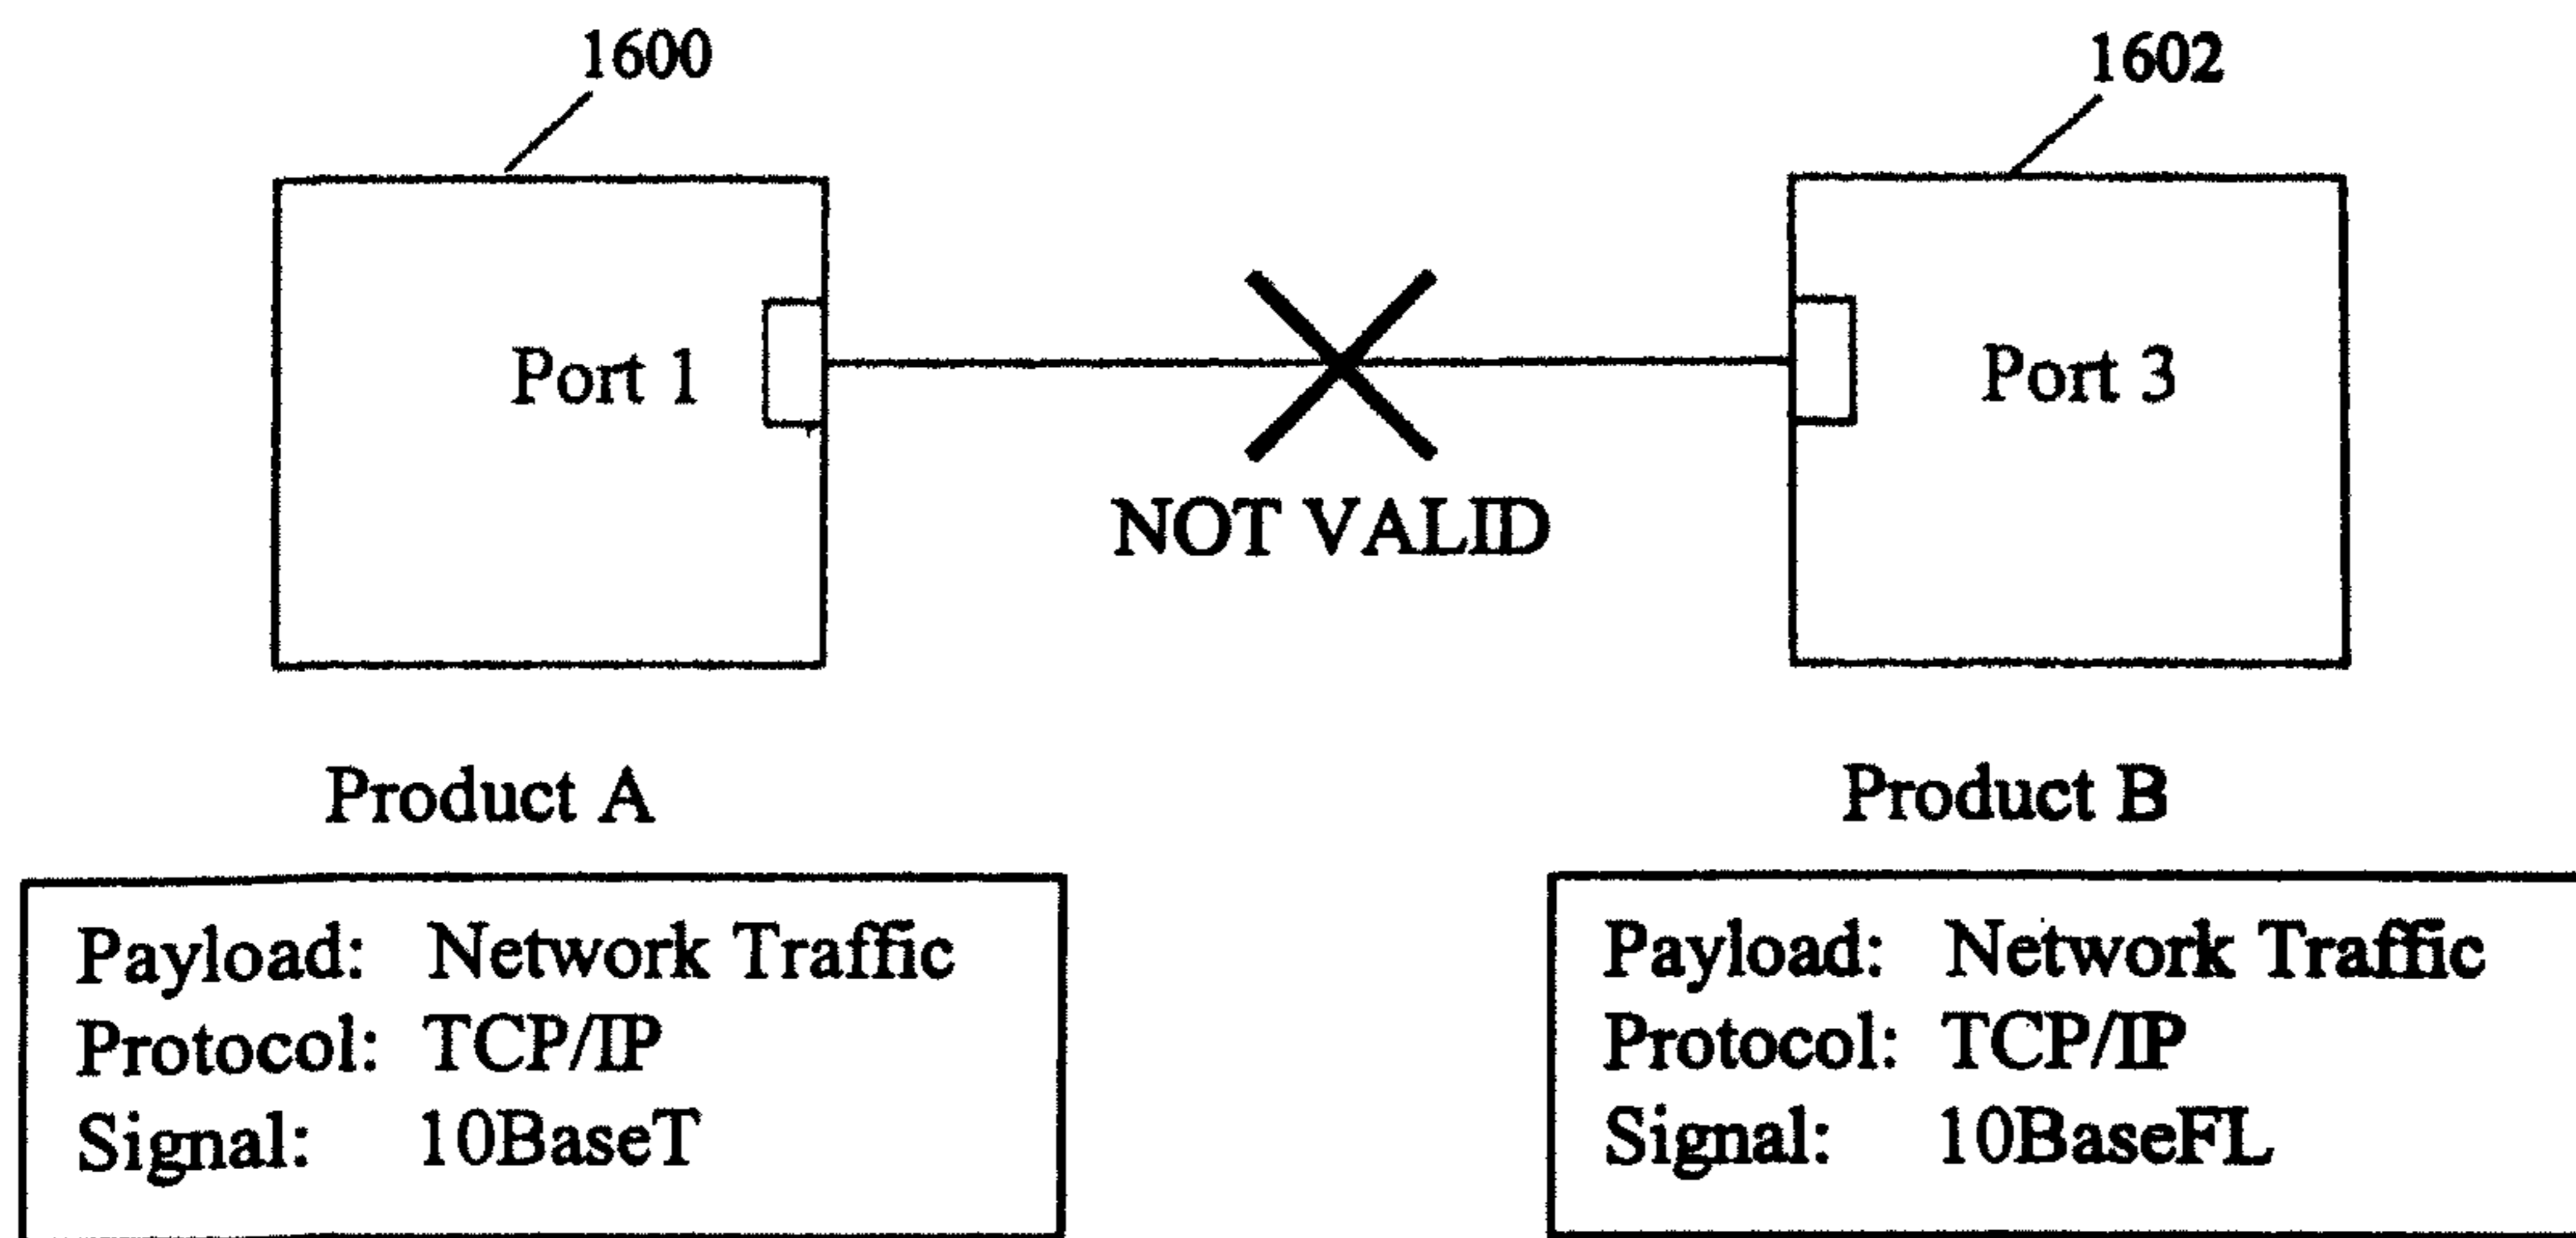 1600
1602
Port 1
Port 3
NOT VALID
Product A
Product B
Payload: Network Traffic
Protocol: TCP/IP
Signal: 10BaseT
Payload: Network Traffic
Protocol: TCP/IP
Signal: 10BaseFL